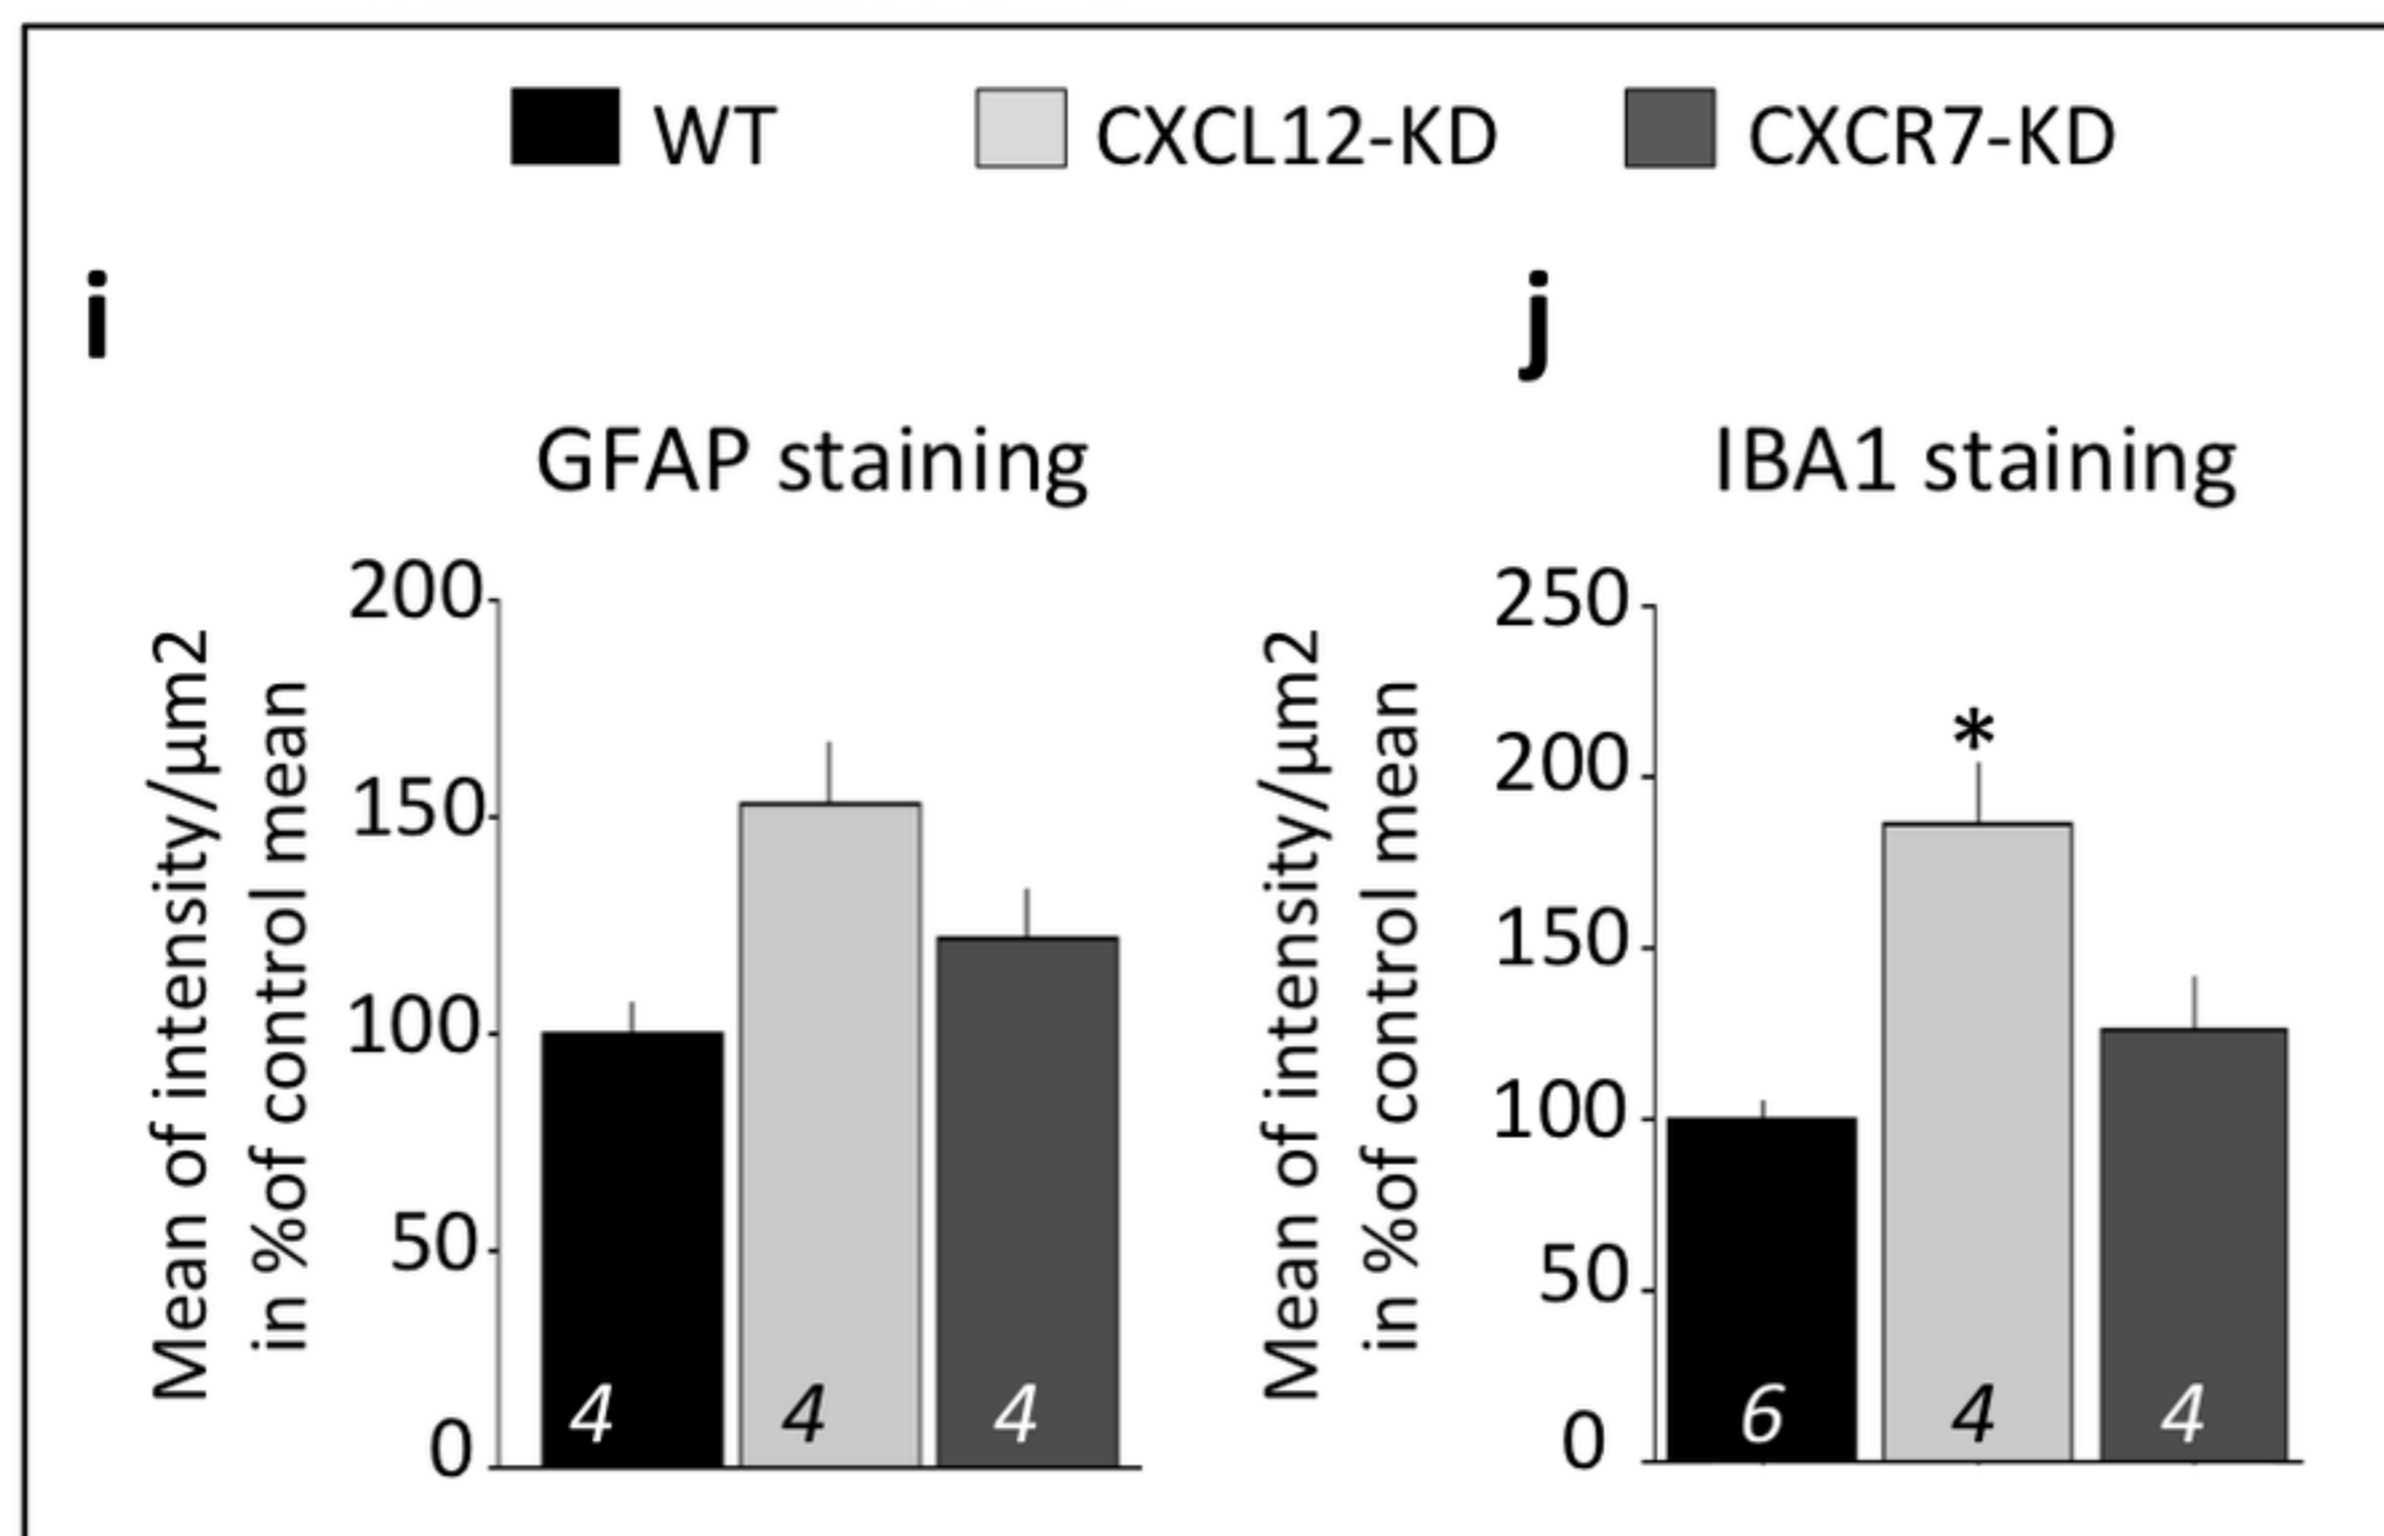 WT CXCL12-KD CXCR7-KD
i
GFAP staining
Mean of intensity/µm2
in %of control mean
200
150
100
50
0
4 4 4
j
IBA1 staining
Mean of intensity/µm2
in %of control mean
250
200
150
100
50
0
*
6 4 4